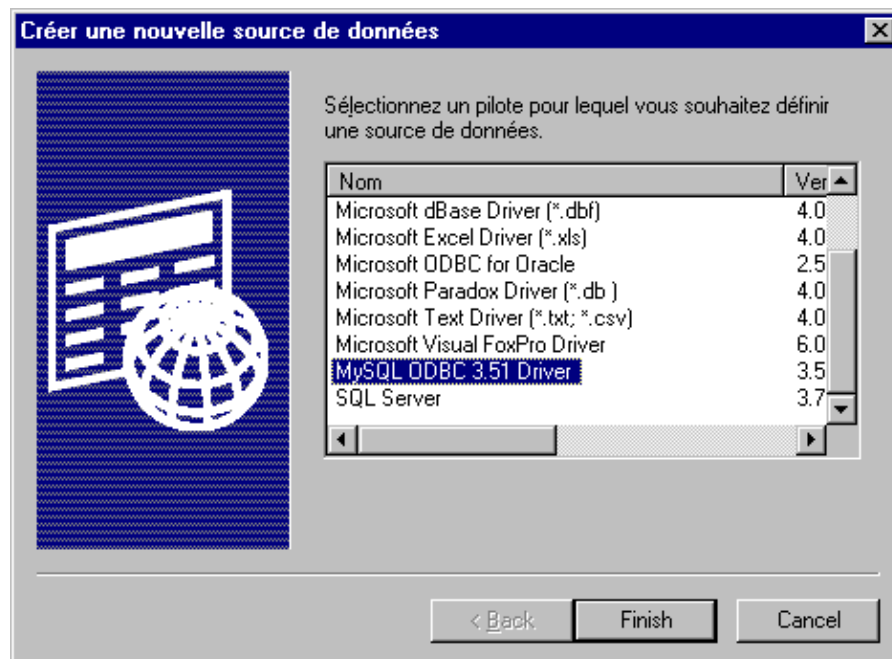 Créer une nouvelle source de données
Sélectionnez un pilote pour lequel vous souhaitez définir
une source de données.
Nom Ver
Microsoft dBase Driver (*.dbf) 4.0
Microsoft Excel Driver (*.xls) 4.0
Microsoft ODBC for Oracle 2.5
Microsoft Paradox Driver (*.db ) 4.0
Microsoft Text Driver (*.txt; *.csv) 4.0
Microsoft Visual FoxPro Driver 6.0
MySQL ODBC 3.51 Driver 3.5
SQL Server 3.7
< Back Finish Cancel